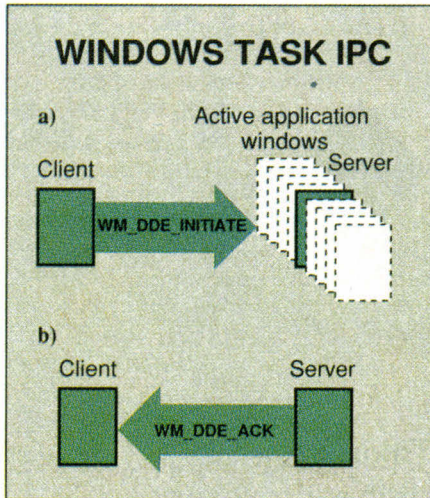 WINDOWS TASK IPC
a)
Active application
windows
Client
Server
WM_DDE_INITIATE
b)
Client
Server
WM_DDE_ACK